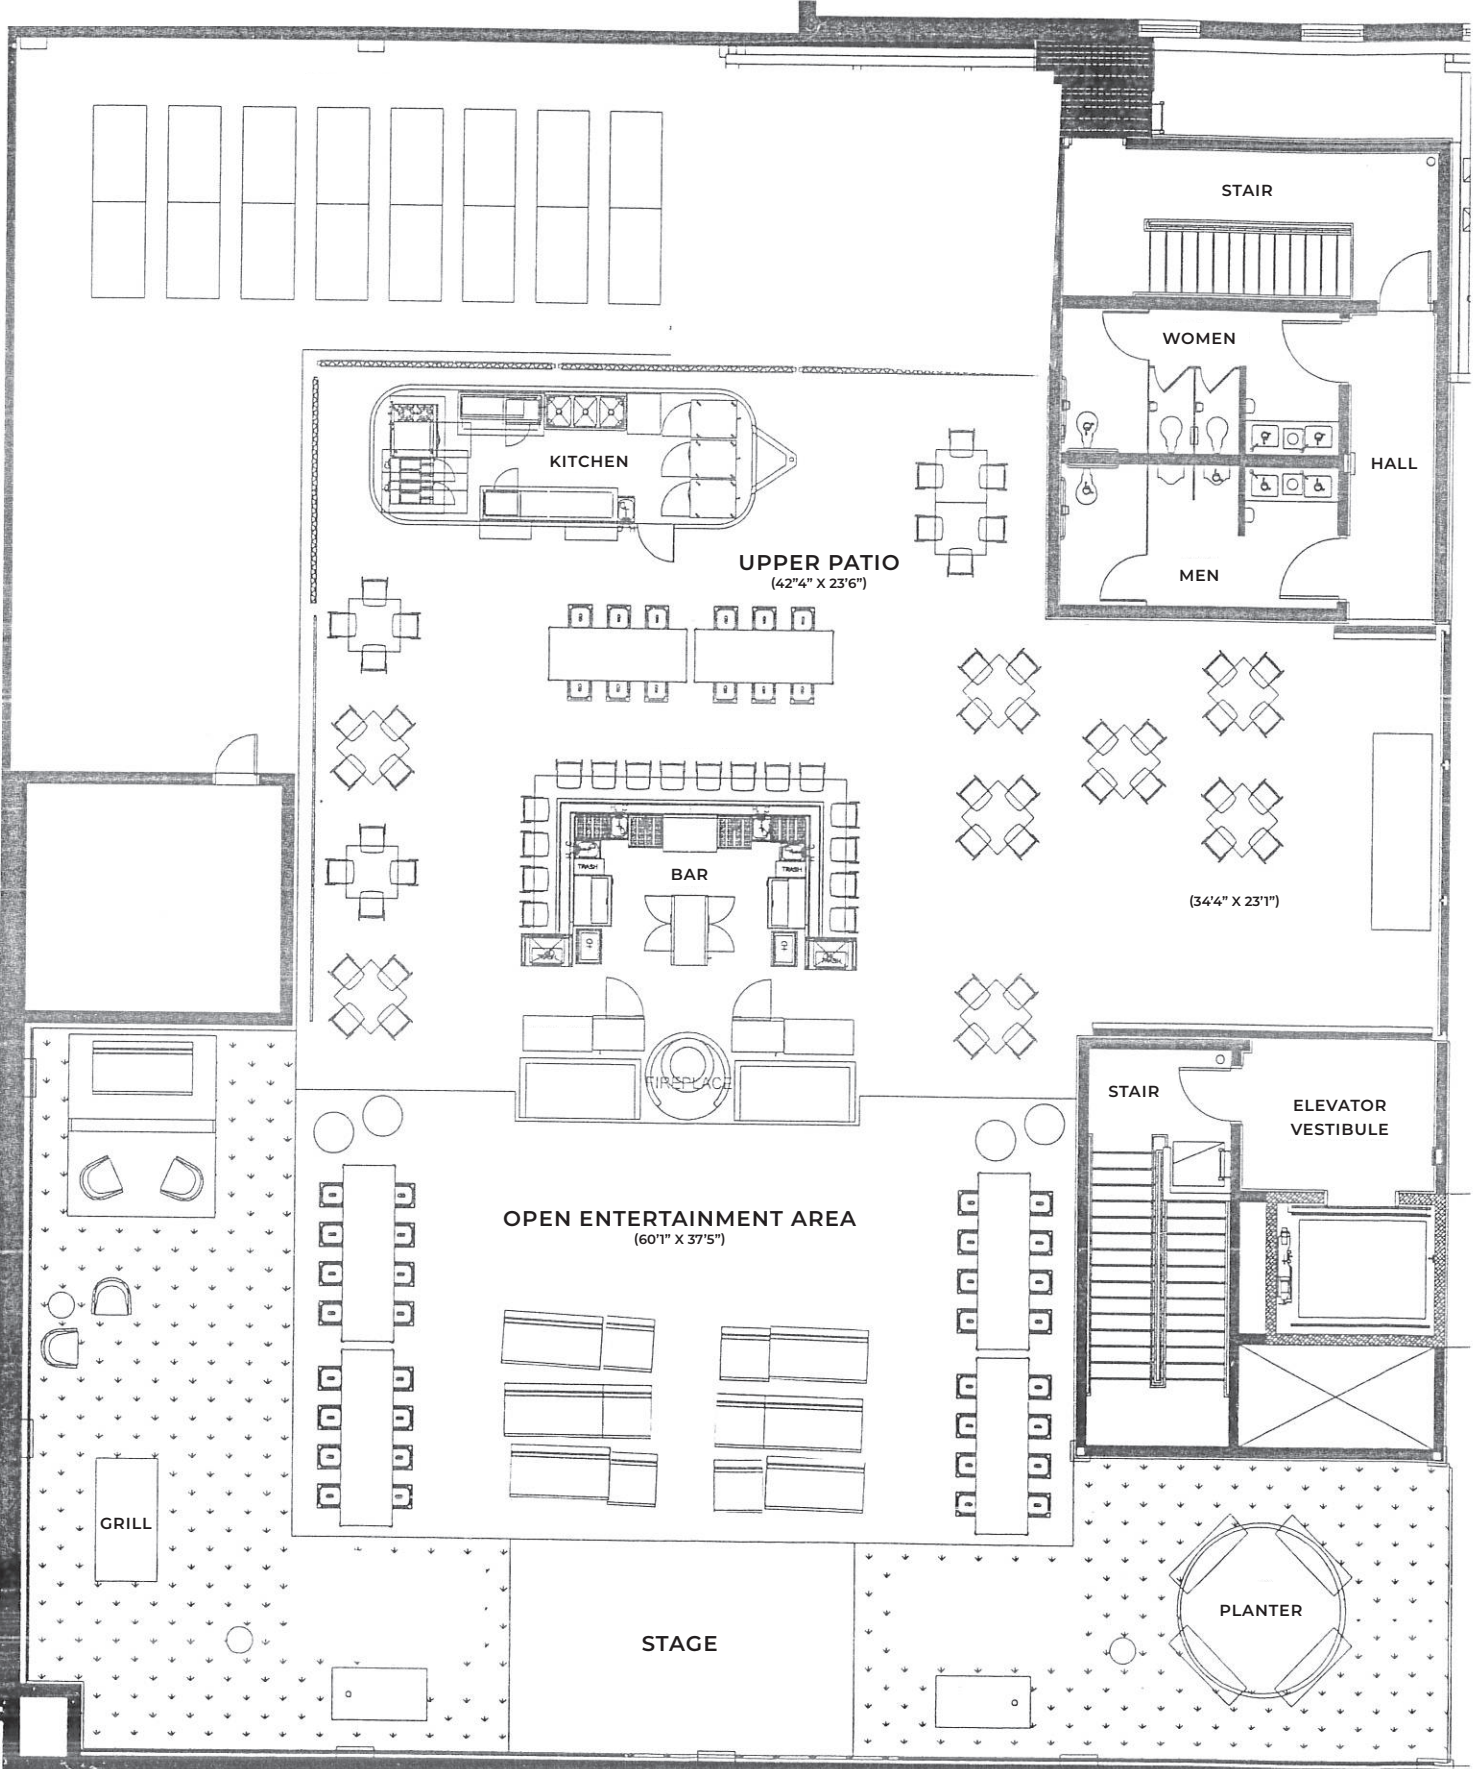 STAIR
WOMEN
KITCHEN
HALL
UPPER PATIO
(42”4” X 23’6”)
MEN
TRASH
TRASH
BAR
(34’4” X 23’1”)
FIREPLACE
STAIR
ELEVATOR
VESTIBULE
OPEN ENTERTAINMENT AREA
(60’1” X 37’5”)
GRILL
PLANTER
STAGE